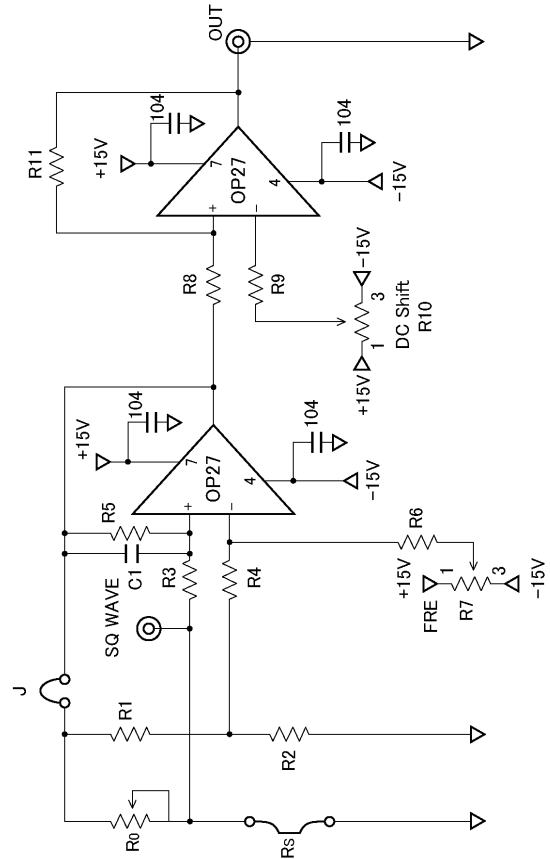 OUT
R11
104
+15V
7
OP27
4
104
−15V
+
−
R8
R9
−15V
3
DC Shift
R10
1
+15V
104
+15V
7
OP27
4
104
−15V
+
−
R5
C1
R3
R4
R6
SQ WAVE
+15V
1
FRE
R7
3
−15V
J
R1
R2
R0
RS